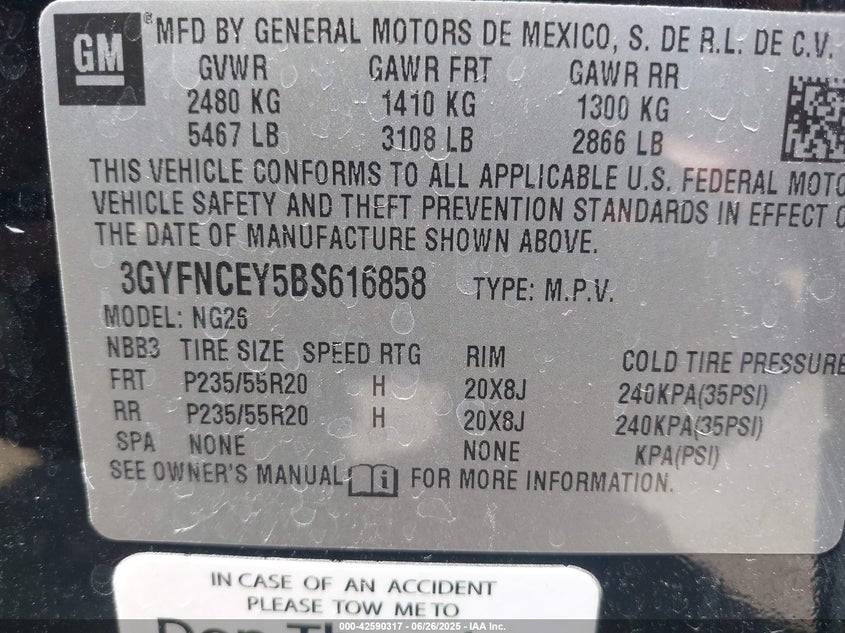 GM
® MFD BY GENERAL MOTORS DE MEXICO, S. DE R.L. DE C.V.
GVWR GAWR FRT GAWR RR
2480 KG 1410 KG 1300 KG
5467 LB 3108 LB 2866 LB
THIS VEHICLE CONFORMS TO ALL APPLICABLE U.S. FEDERAL MOTO
VEHICLE SAFETY AND THEFT PREVENTION STANDARDS IN EFFECT O
THE DATE OF MANUFACTURE SHOWN ABOVE.
3GYFNCEY5BS616858 TYPE: M.P.V.
MODEL: NG26
NBB3 TIRE SIZE SPEED RTG RIM COLD TIRE PRESSURE
FRT P235/55R20 H 20X8J 240KPA(35PSI)
RR P235/55R20 H 20X8J 240KPA(35PSI)
SPA NONE NONE KPA(PSI)
SEE OWNER'S MANUAL i FOR MORE INFORMATION.
IN CASE OF AN ACCIDENT
PLEASE TOW ME TO
000-42590317 - 06/26/2025 - IAA Inc.